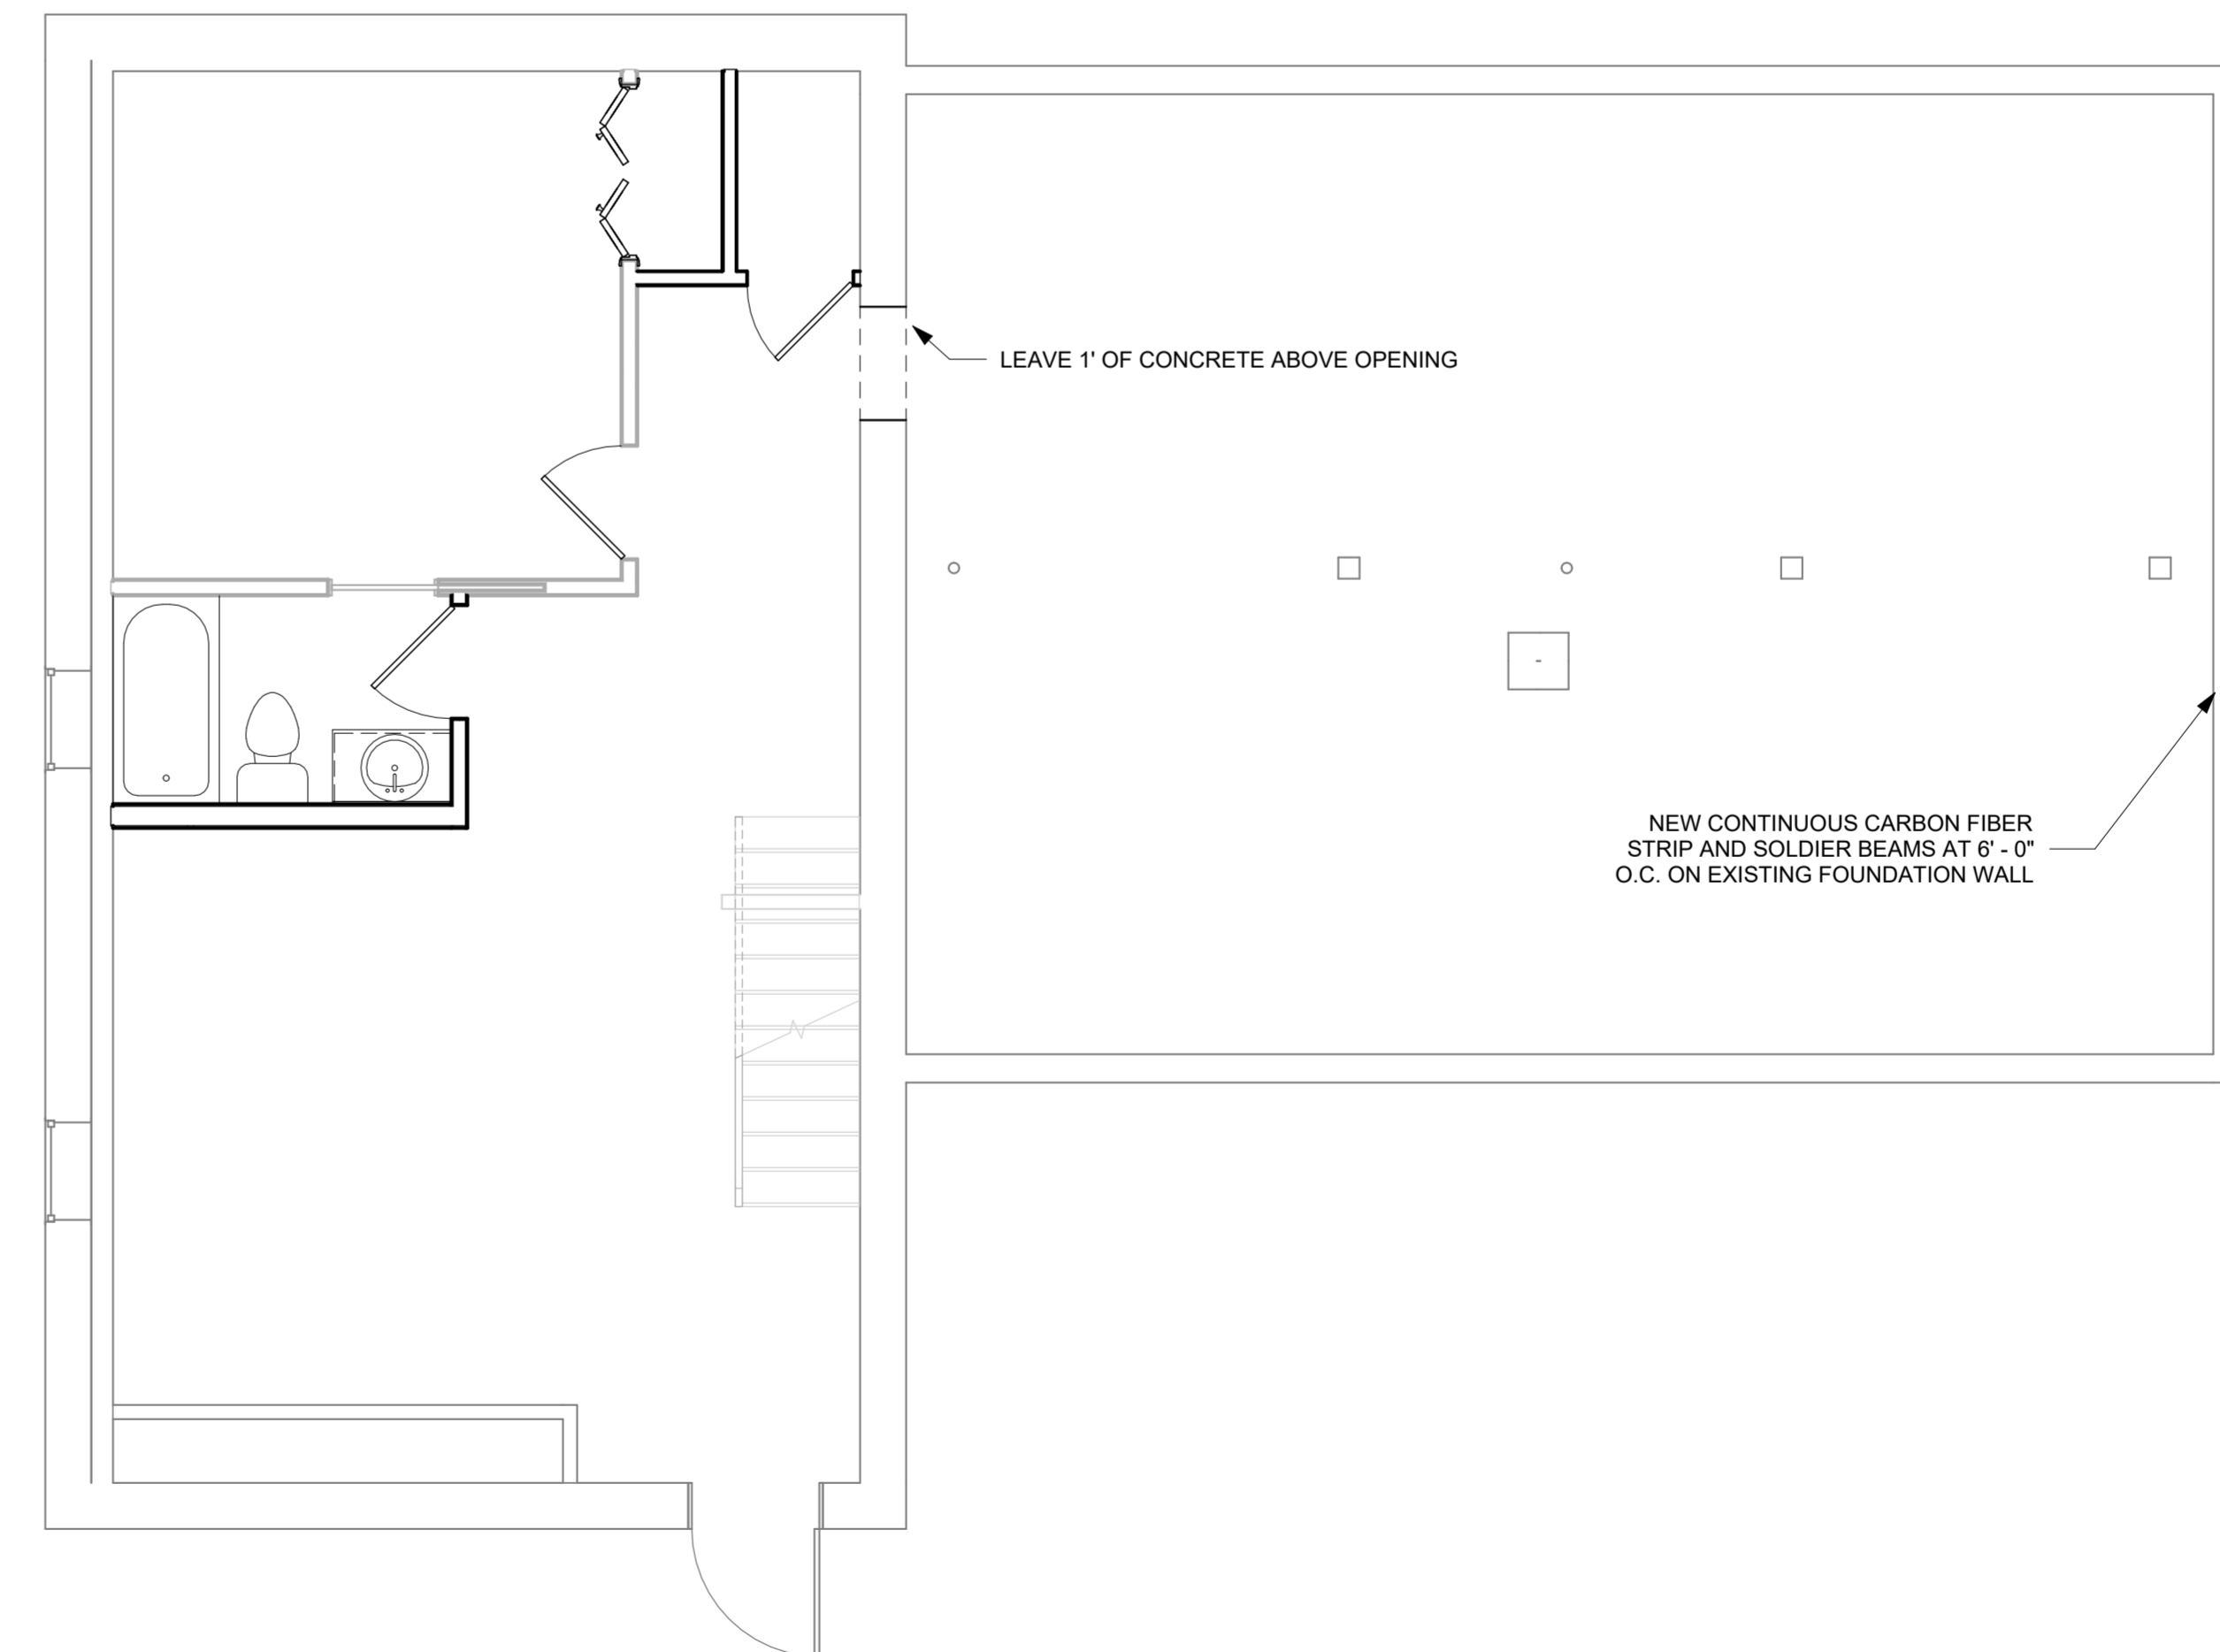 LEAVE 1' OF CONCRETE ABOVE OPENING
NEW CONTINUOUS CARBON FIBER
STRIP AND SOLDIER BEAMS AT 6' - 0"
O.C. ON EXISTING FOUNDATION WALL